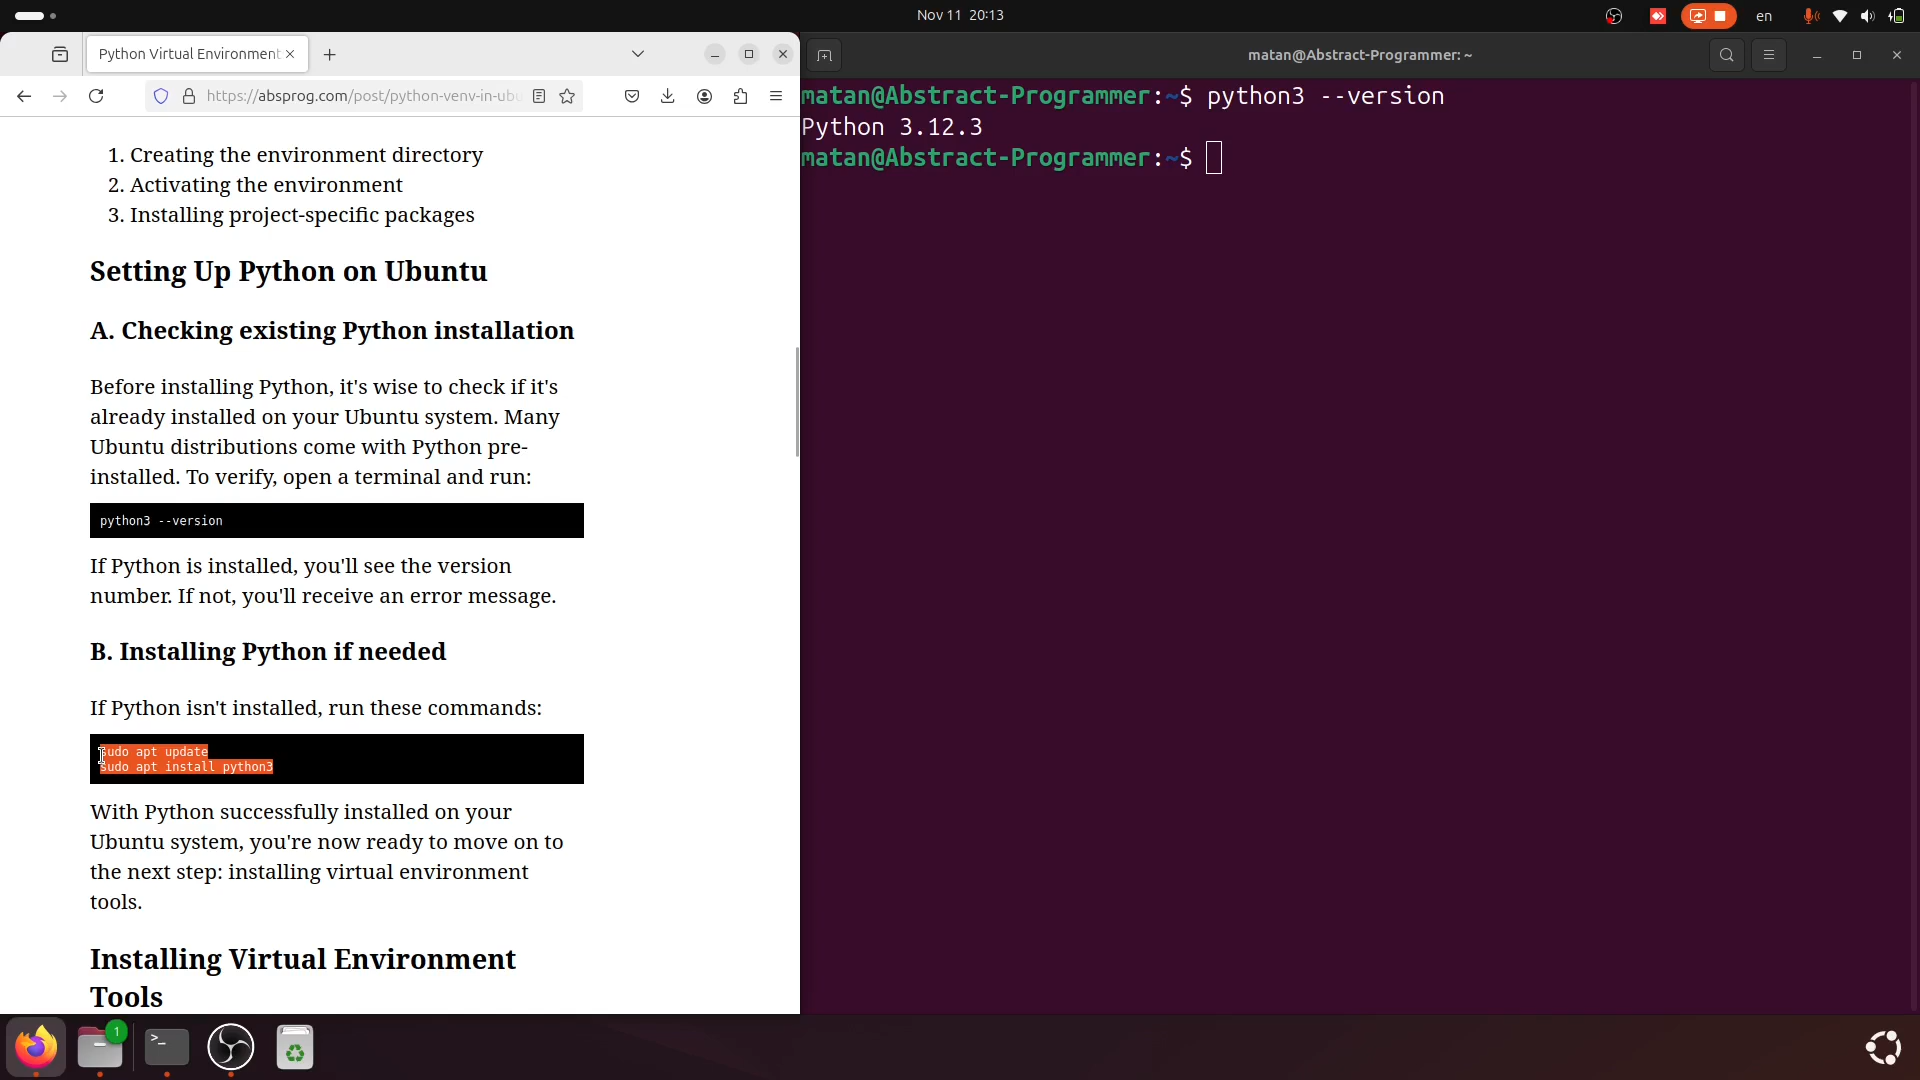 Nov 11 20:13
en
Python Virtual Environment
https://absprog.com/post/python-venv-in-ubu
1. Creating the environment directory
2. Activating the environment
3. Installing project-specific packages
Setting Up Python on Ubuntu
A. Checking existing Python installation
Before installing Python, it's wise to check if it's
already installed on your Ubuntu system. Many
Ubuntu distributions come with Python pre-
installed. To verify, open a terminal and run:
python3 --version
If Python is installed, you'll see the version
number. If not, you'll receive an error message.
B. Installing Python if needed
If Python isn't installed, run these commands:
sudo apt update
sudo apt install python3
With Python successfully installed on your
Ubuntu system, you're now ready to move on to
the next step: installing virtual environment
tools.
Installing Virtual Environment
Tools
matan@Abstract-Programmer: ~
matan@Abstract-Programmer:~$ python3 --version
Python 3.12.3
matan@Abstract-Programmer:~$
>_
1